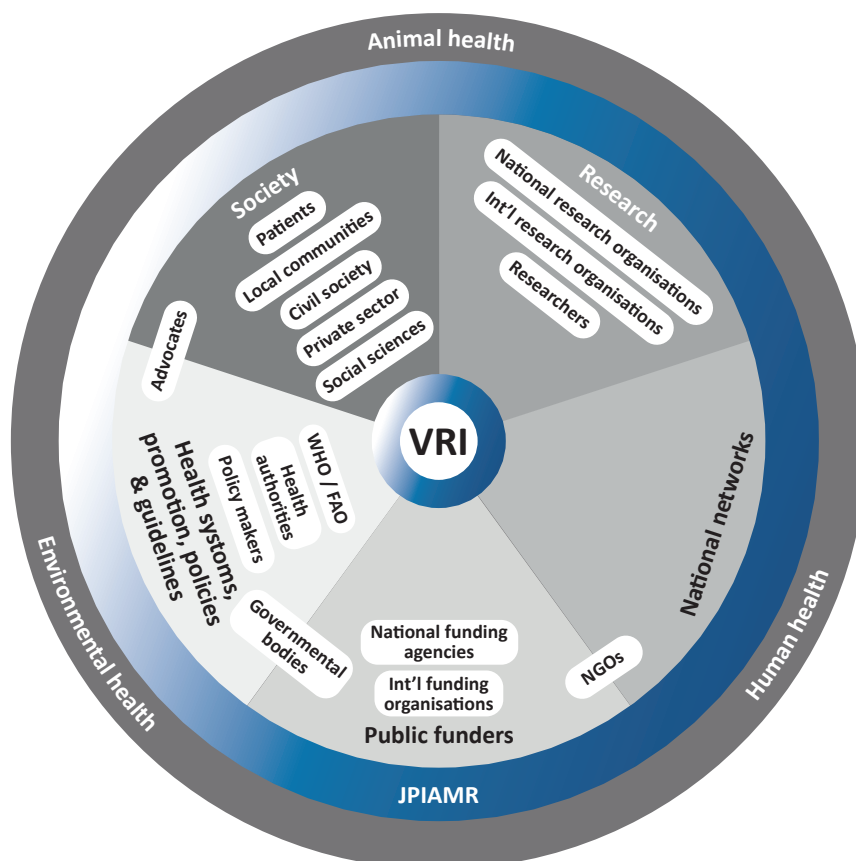 Animal health
Society
Patients
Local communities
Civil society
Private sector
Social sciences
Research
National research organisations
Int'l research organisations
Researchers
Advocates
VRI
WHO / FAO
Health
authorities
Policy makers
Health systoms,
promotion, policies
& guidelines
National networks
Governmental
bodies
National funding
agencies
Int'l funding
organisations
Public funders
NGOs
Environmental health
Human health
JPIAMR